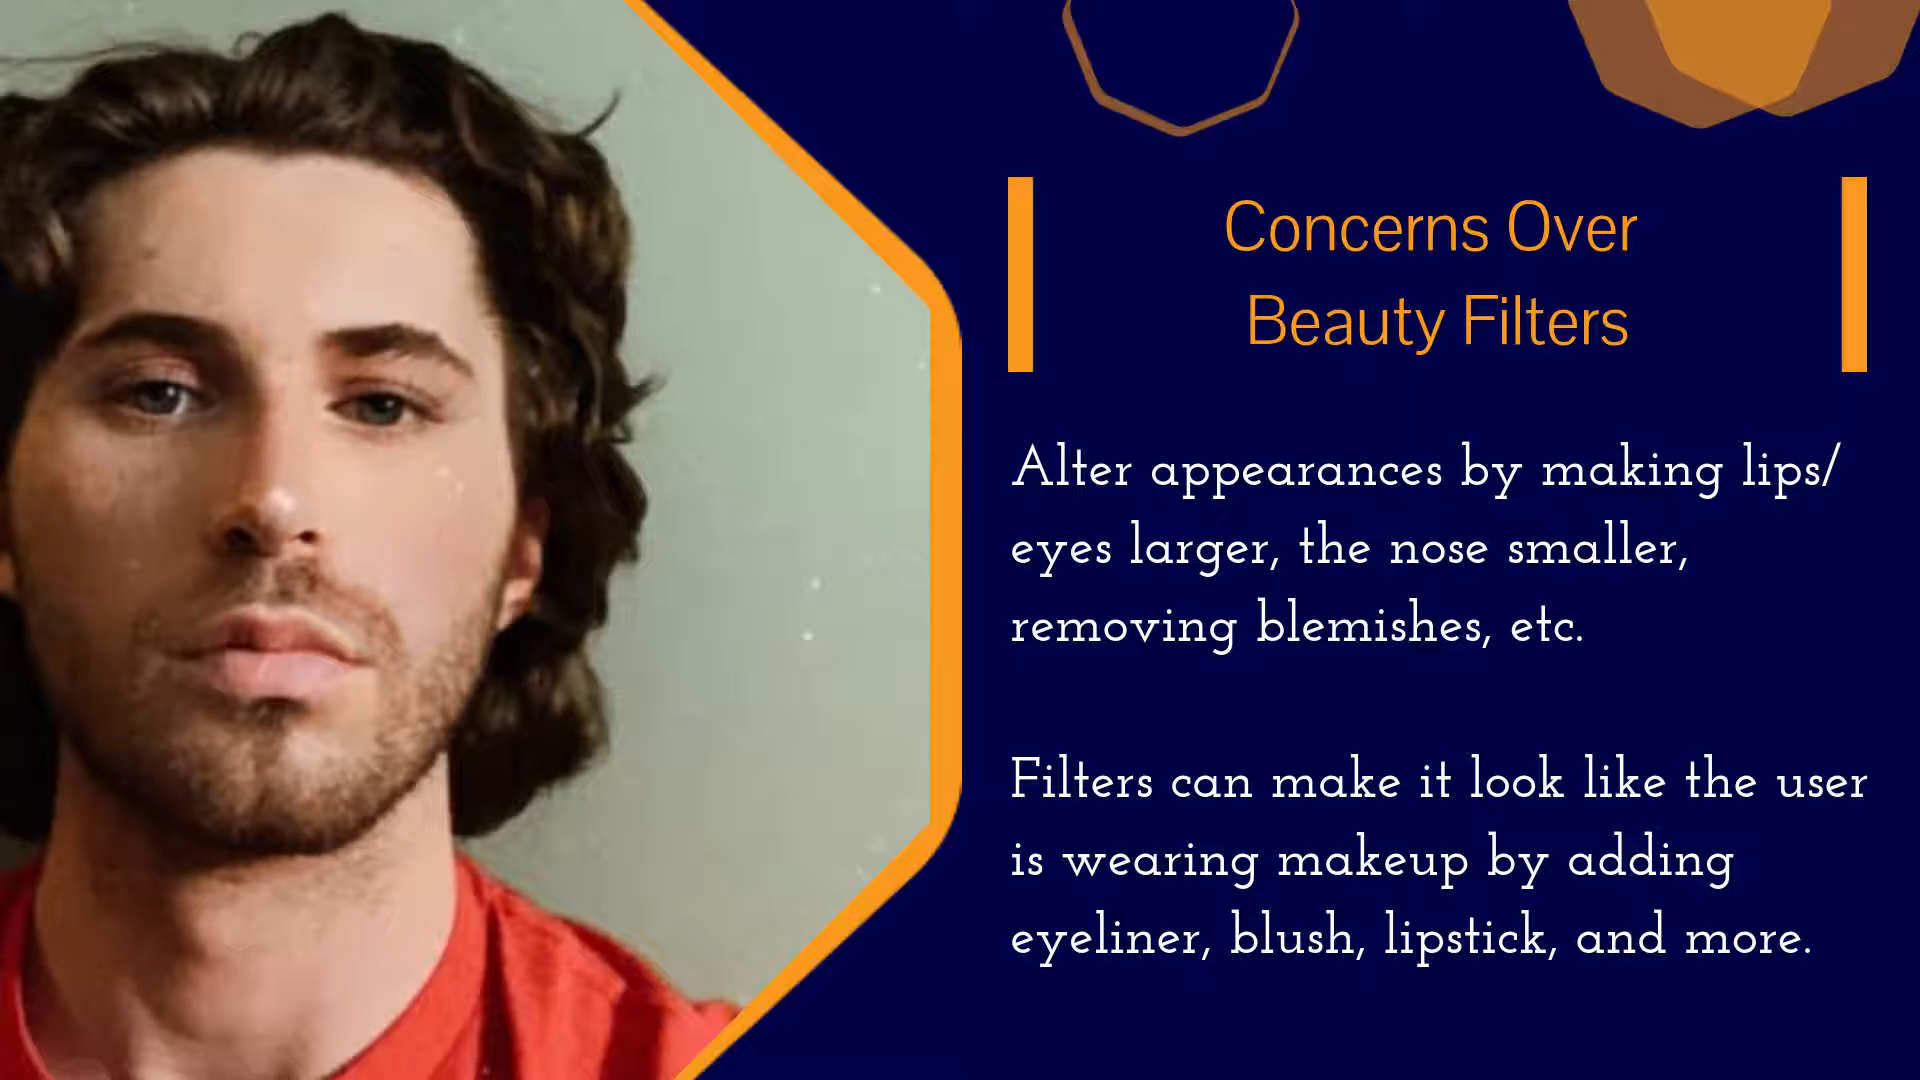 Concerns Over
Beauty Filters
Alter appearances by making lips/
eyes larger, the nose smaller,
removing blemishes, etc.
Filters can make it look like the user
is wearing makeup by adding
eyeliner, blush, lipstick, and more.